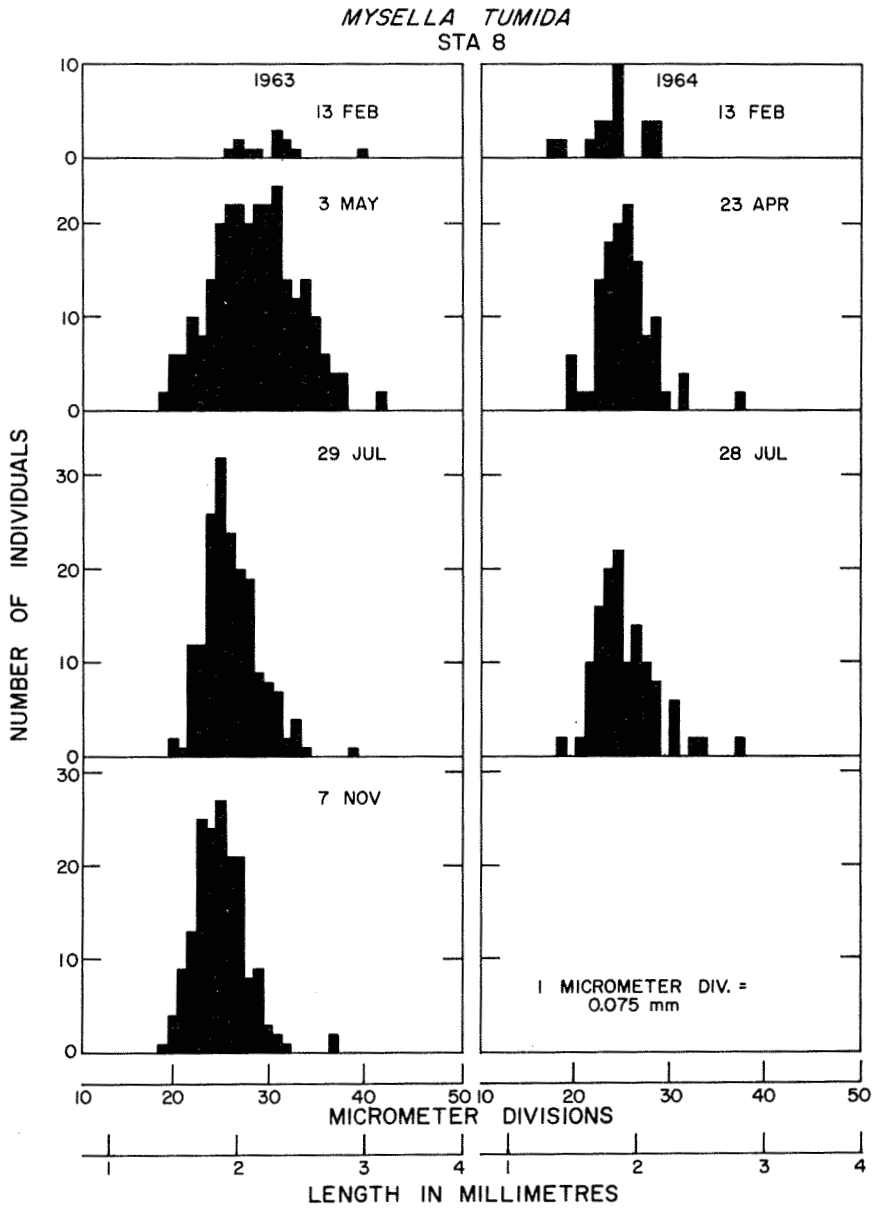 MYSELLA TUMIDA
STA 8
1963
13 FEB
10
0
3 MAY
20
10
0
29 JUL
30
20
10
0
7 NOV
30
20
10
0
1964
13 FEB
23 APR
28 JUL
1 MICROMETER DIV. =
0.075 mm
NUMBER OF INDIVIDUALS
10 20 30 40 50 10 20 30 40 50
MICROMETER DIVISIONS
1 2 3 4 1 2 3 4
LENGTH IN MILLIMETRES